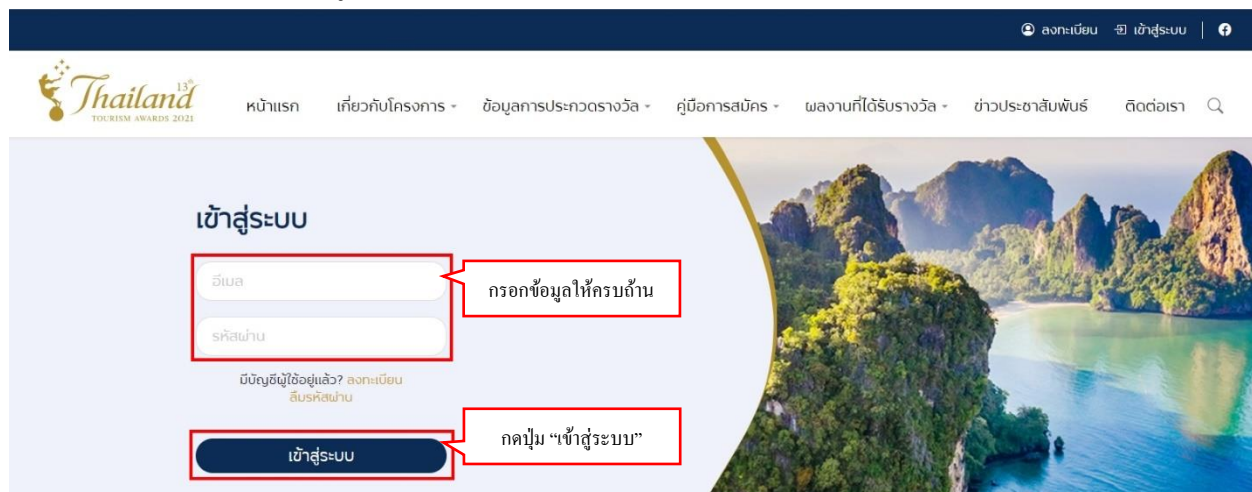 ลงทะเบียน เข้าสู่ระบบ
13th
Thailand
TOURISM AWARDS 2021
หน้าแรก เกี่ยวกับโครงการ ข้อมูลการประกวดรางวัล คู่มือการสมัคร ผลงานที่ได้รับรางวัล ข่าวประชาสัมพันธ์ ติดต่อเรา
เข้าสู่ระบบ
อีเมล
กรอกข้อมูลให้ครบถ้าน
รหัสผ่าน
มีบัญชีผู้ใช้อยู่แล้ว? ลงทะเบียน
ลืมรหัสผ่าน
กดปุ่ม “เข้าสู่ระบบ”
เข้าสู่ระบบ